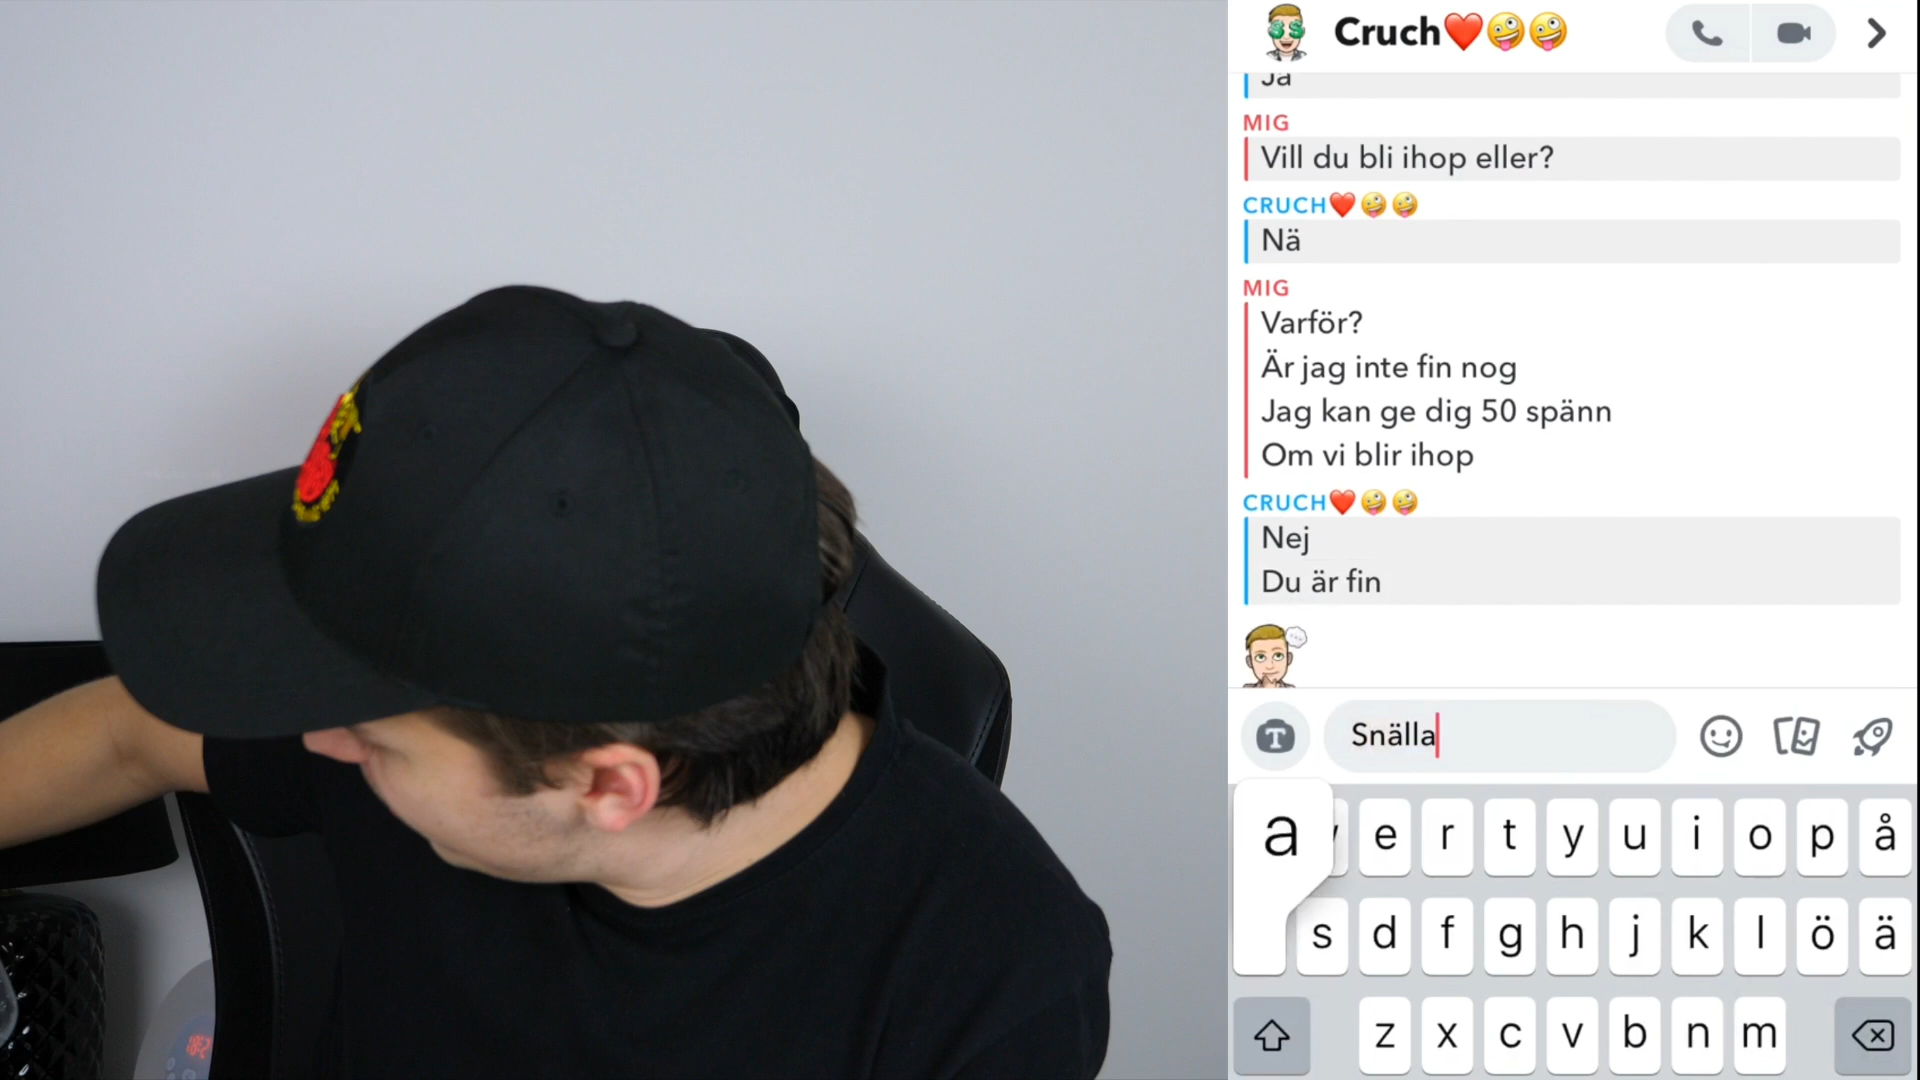 Cruch❤️🤪🤪
Ja
MIG
Vill du bli ihop eller?
CRUCH❤️🤪🤪
Nä
MIG
Varför?
Är jag inte fin nog
Jag kan ge dig 50 spänn
Om vi blir ihop
CRUCH❤️🤪🤪
Nej
Du är fin
T
Snälla
a e r t y u i o p å
s d f g h j k l ö ä
z x c v b n m